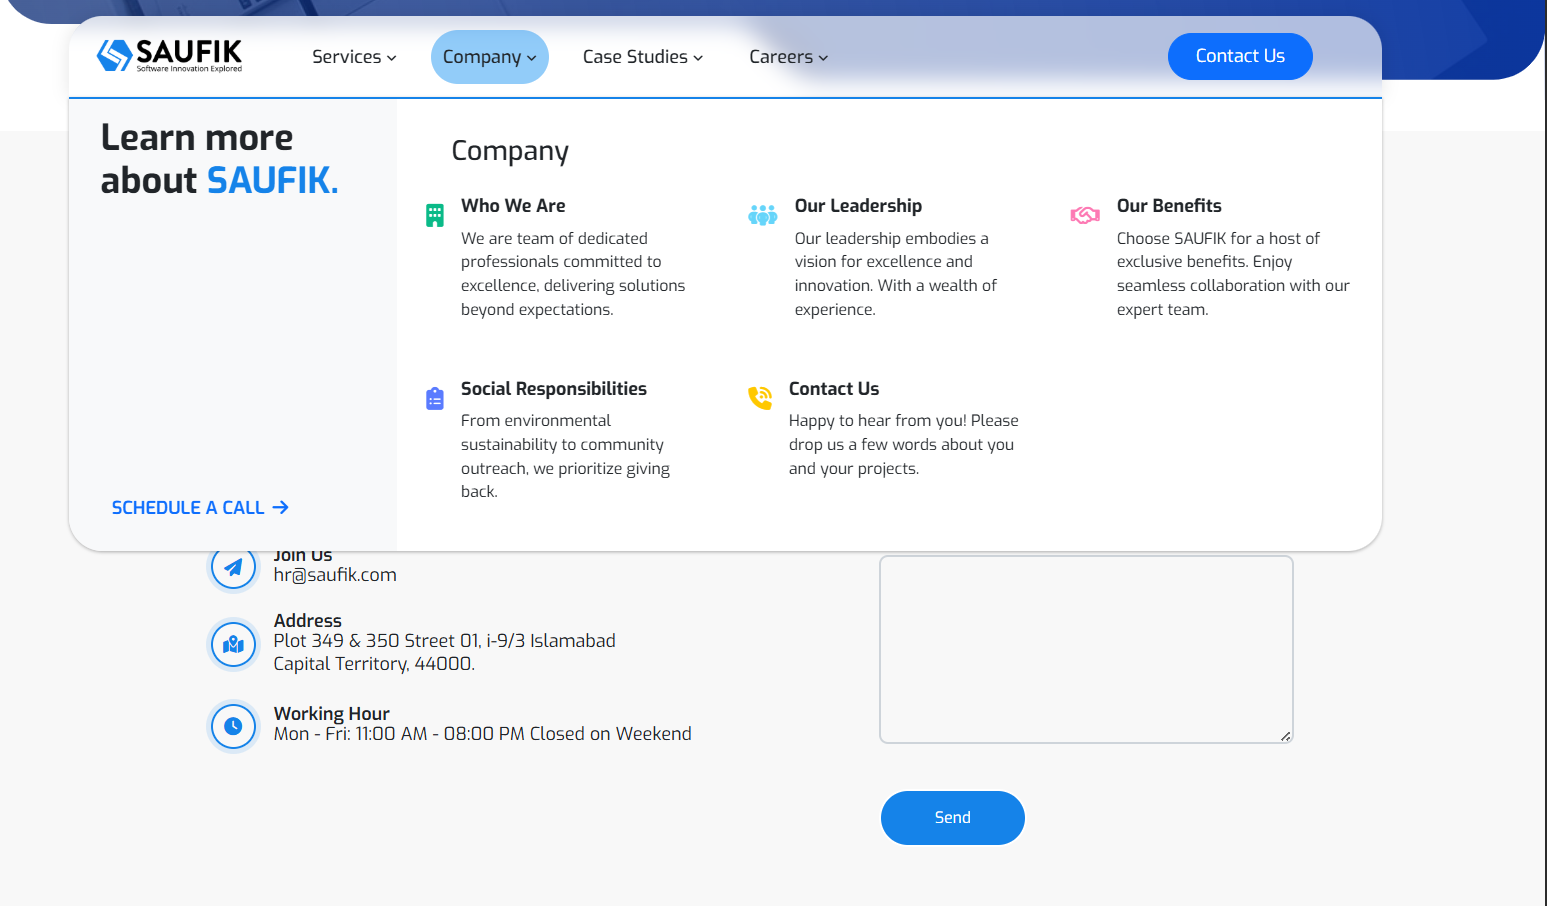 SAUFIK
Software Innovation Explored
Services
Company
Case Studies
Careers
Contact Us
Learn more
about SAUFIK.
SCHEDULE A CALL
Company
Who We Are
We are team of dedicated
professionals committed to
excellence, delivering solutions
beyond expectations.
Our Leadership
Our leadership embodies a
vision for excellence and
innovation. With a wealth of
experience.
Our Benefits
Choose SAUFIK for a host of
exclusive benefits. Enjoy
seamless collaboration with our
expert team.
Social Responsibilities
From environmental
sustainability to community
outreach, we prioritize giving
back.
Contact Us
Happy to hear from you! Please
drop us a few words about you
and your projects.
Join Us
hr@saufik.com
Address
Plot 349 & 350 Street 01, i-9/3 Islamabad
Capital Territory, 44000.
Working Hour
Mon - Fri: 11:00 AM - 08:00 PM Closed on Weekend
Send